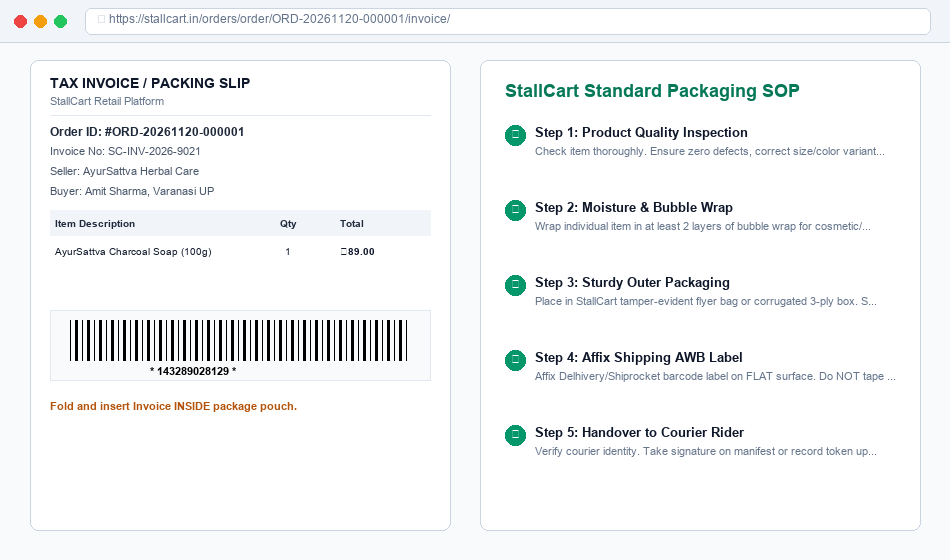 https://stallcart.in/orders/order/ORD-20261120-000001/invoice/
TAX INVOICE / PACKING SLIP
StallCart Retail Platform
Order ID: #ORD-20261120-000001
Invoice No: SC-INV-2026-9021
Seller: AyurSattva Herbal Care
Buyer: Amit Sharma, Varanasi UP
Item Description Qty Total
AyurSattva Charcoal Soap (100g) 1 89.00
* 143289028129 *
Fold and insert Invoice INSIDE package pouch.
StallCart Standard Packaging SOP
Step 1: Product Quality Inspection
Check item thoroughly. Ensure zero defects, correct size/color variant...
Step 2: Moisture & Bubble Wrap
Wrap individual item in at least 2 layers of bubble wrap for cosmetic/...
Step 3: Sturdy Outer Packaging
Place in StallCart tamper-evident flyer bag or corrugated 3-ply box. S...
Step 4: Affix Shipping AWB Label
Affix Delhivery/Shiprocket barcode label on FLAT surface. Do NOT tape ...
Step 5: Handover to Courier Rider
Verify courier identity. Take signature on manifest or record token up...